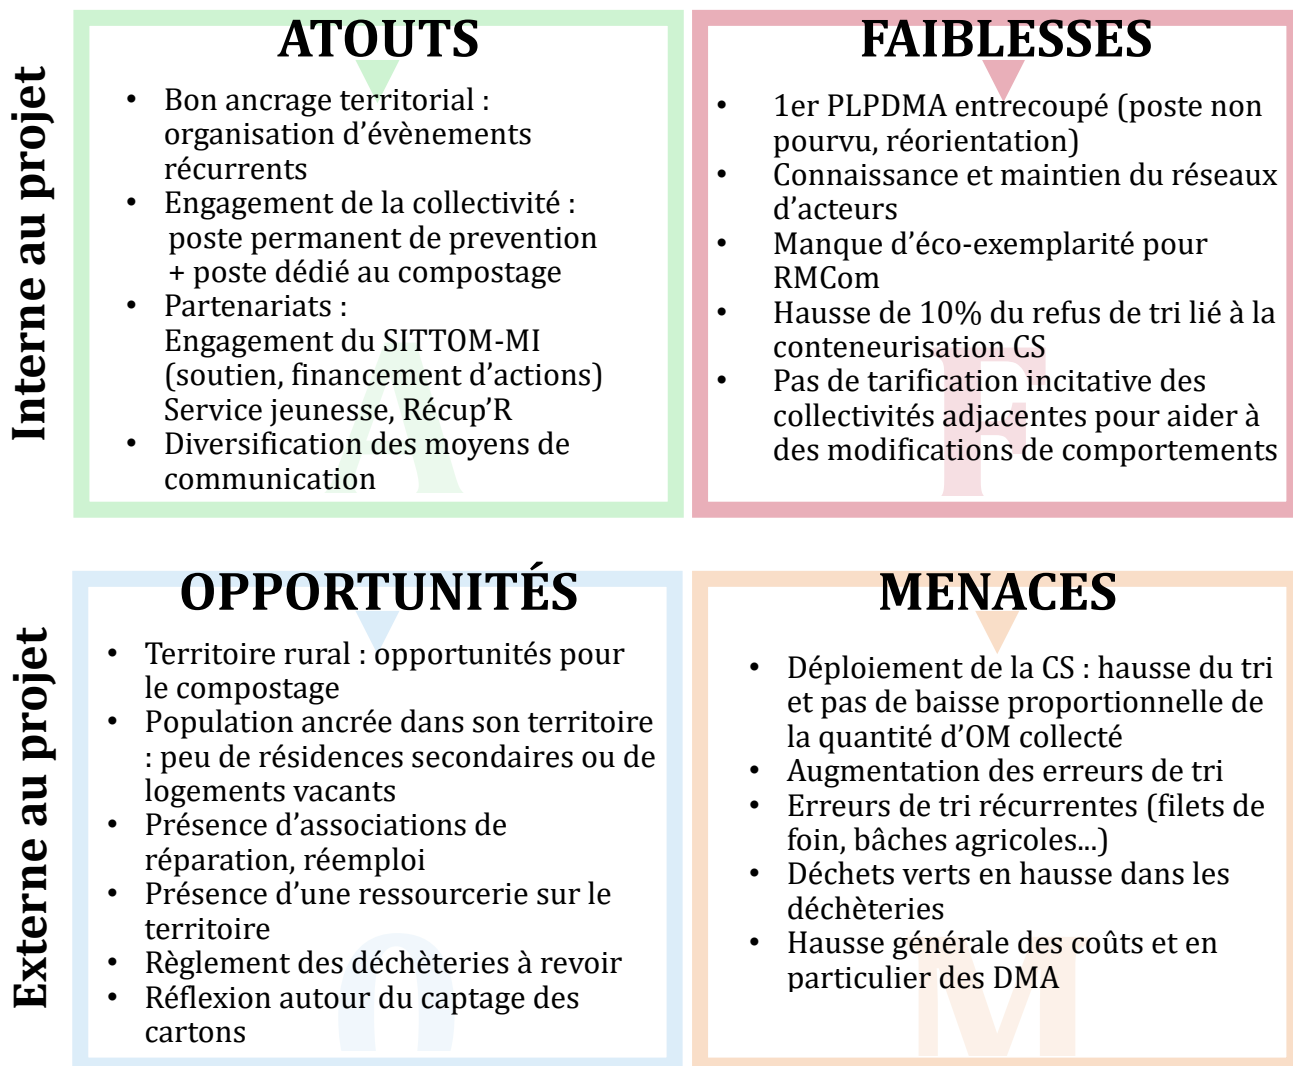 Interne au projet
ATOUTS
• Bon ancrage territorial :
organisation d’évènements
récurrents
• Engagement de la collectivité :
poste permanent de prevention
+ poste dédié au compostage
• Partenariats :
Engagement du SITTOM-MI
(soutien, financement d’actions)
Service jeunesse, Récup’R
• Diversification des moyens de
communication
A
FAIBLESSES
• 1er PLPDMA entrecoupé (poste non
pourvu, réorientation)
• Connaissance et maintien du réseaux
d’acteurs
• Manque d’éco-exemplarité pour
RMCom
• Hausse de 10% du refus de tri lié à la
conteneurisation CS
• Pas de tarification incitative des
collectivités adjacentes pour aider à
des modifications de comportements
F
Externe au projet
OPPORTUNITÉS
• Territoire rural : opportunités pour
le compostage
• Population ancrée dans son territoire
: peu de résidences secondaires ou de
logements vacants
• Présence d’associations de
réparation, réemploi
• Présence d’une ressourcerie sur le
territoire
• Règlement des déchèteries à revoir
• Réflexion autour du captage des
cartons
O
MENACES
• Déploiement de la CS : hausse du tri
et pas de baisse proportionnelle de
la quantité d’OM collecté
• Augmentation des erreurs de tri
• Erreurs de tri récurrentes (filets de
foin, bâches agricoles...)
• Déchets verts en hausse dans les
déchèteries
• Hausse générale des coûts et en
particulier des DMA
M